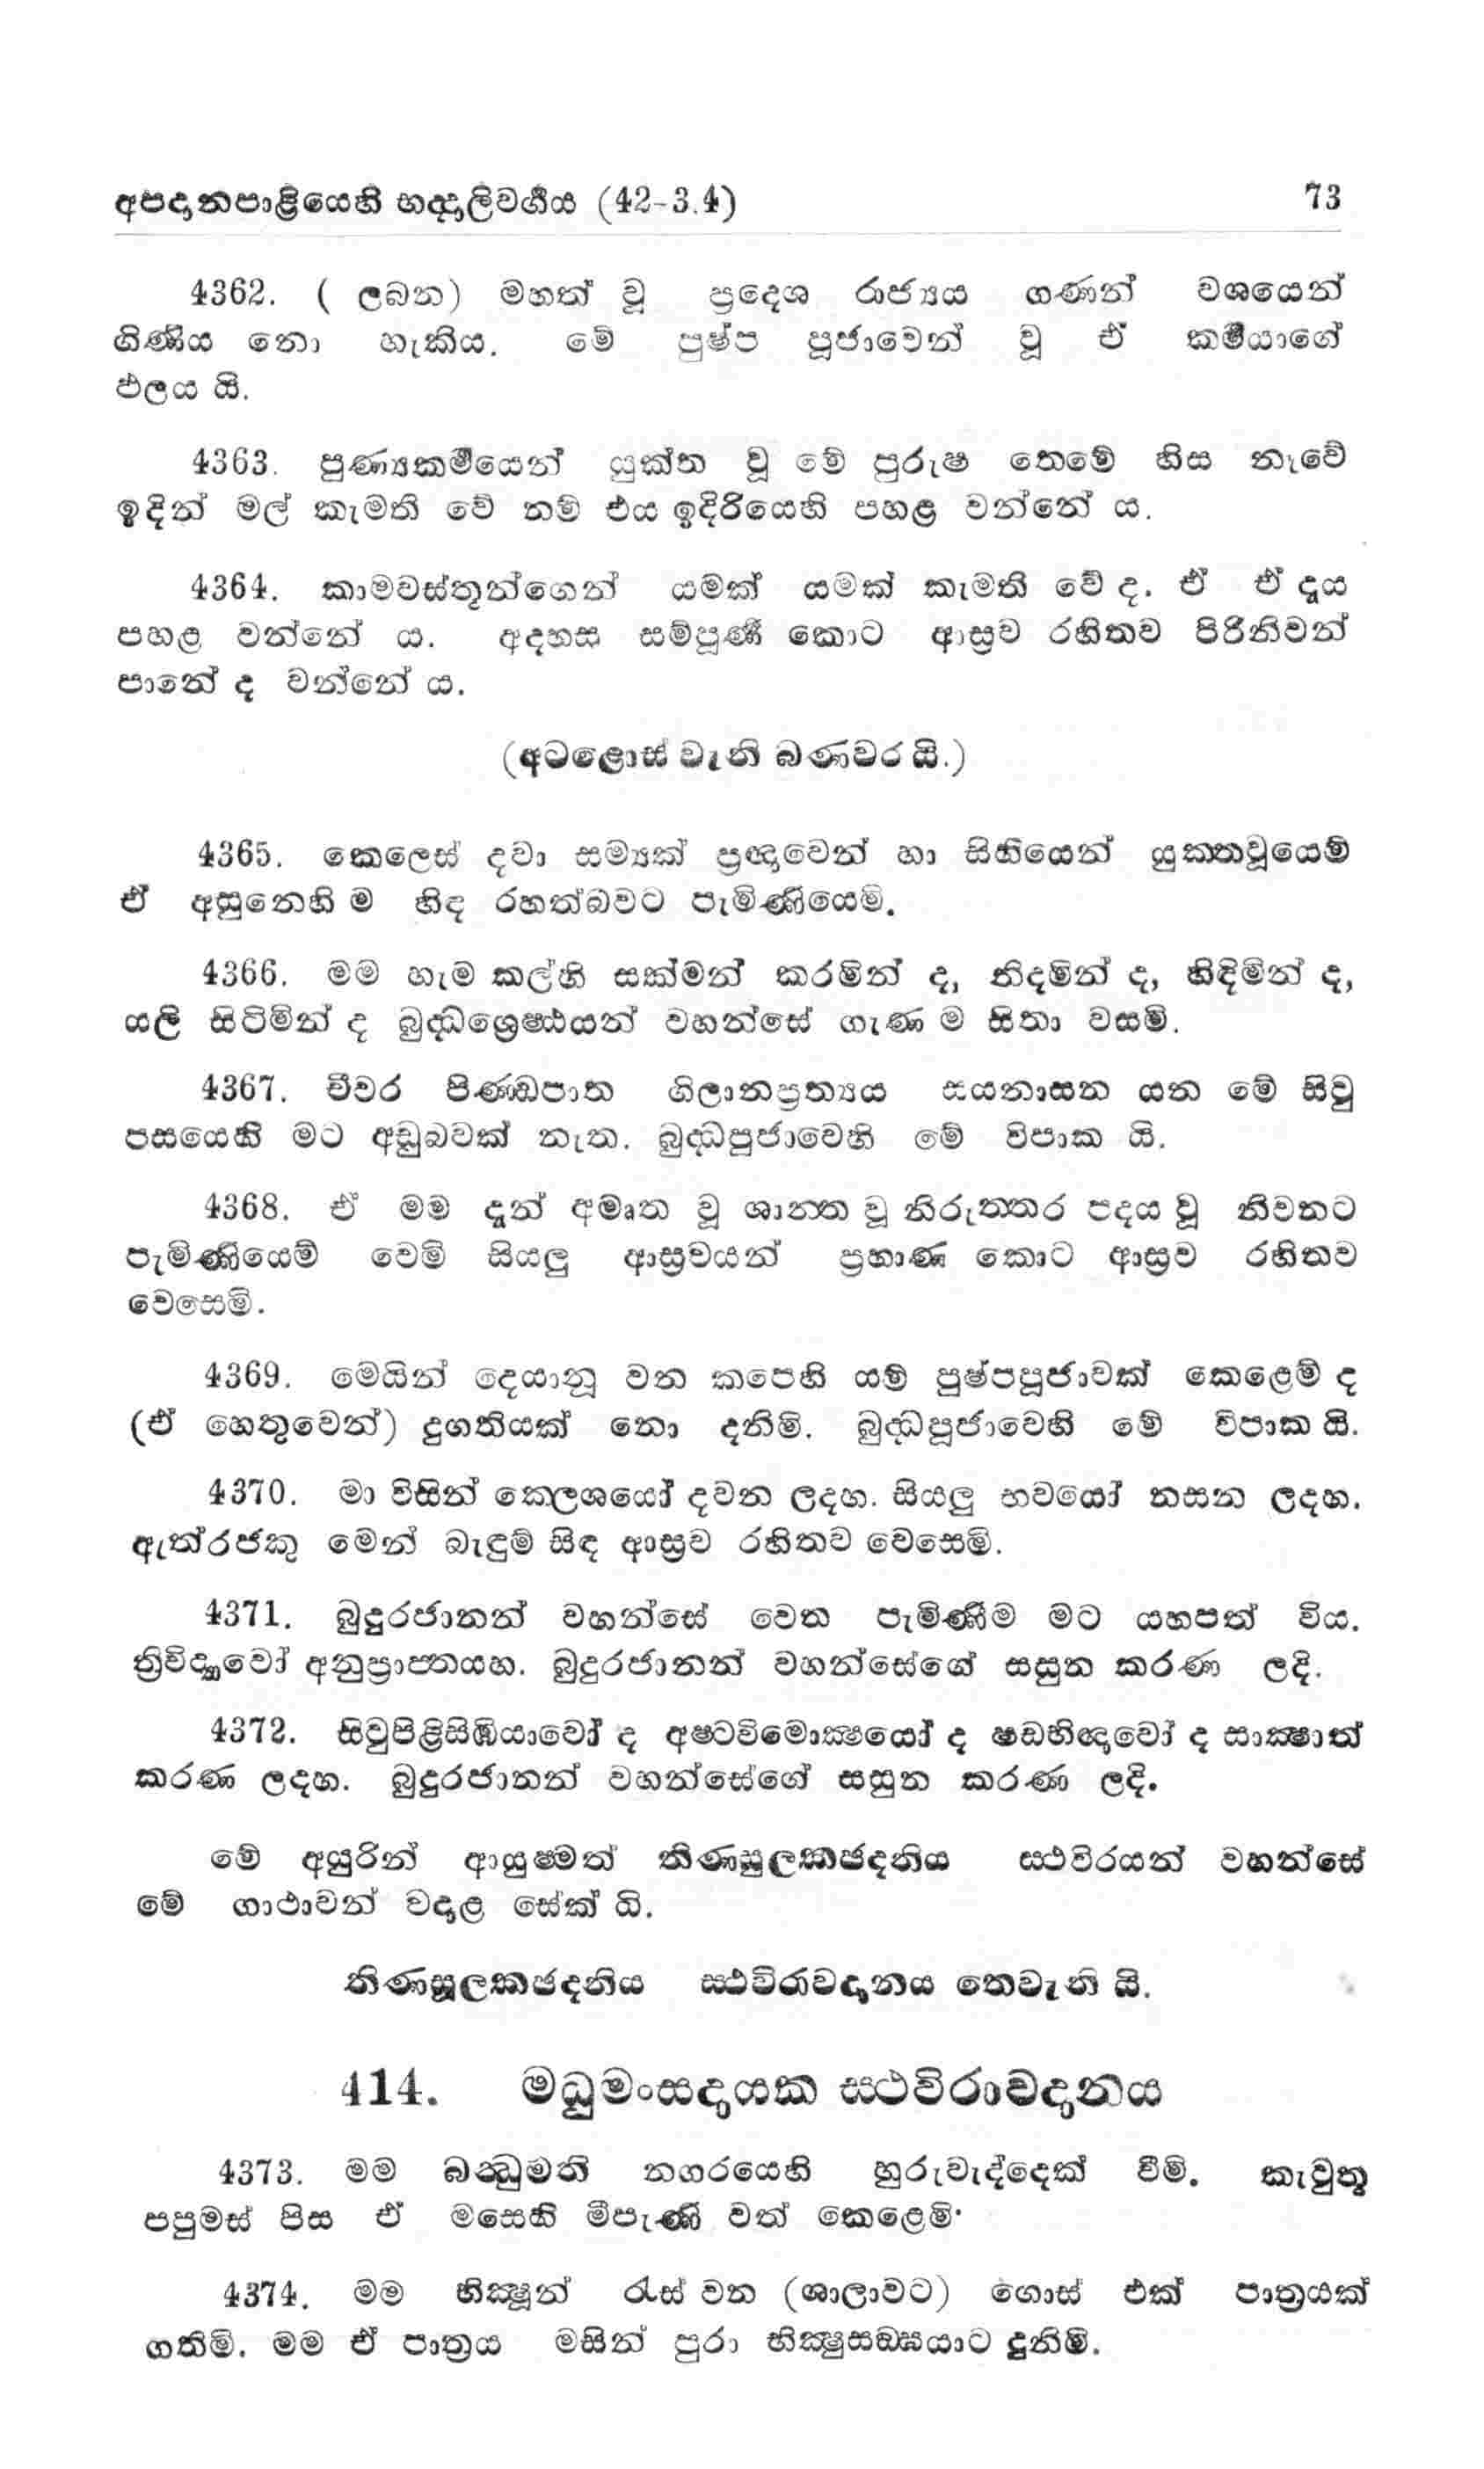 අපදානපාළියෙහි භද්දාලිවර්ගය (42-3.4) 73
4362. ( ලබන) මහත් වූ ප්‍රදෙශ රාජ්‍යය ගණන් වශයෙන්
ගිණිය නො හැකිය. මේ පුෂ්ප පූජාවෙන් වූ ඒ කර්මයාගේ
ඵලය යි.
4363. පුණ්‍යකර්මයෙන් යුක්ත වූ මේ පුරුෂ තෙමේ හිස නැවේ
ඉදින් මල් කැමති වේ නම් එය ඉදිරියෙහි පහළ වන්නේ ය.
4364. කාමවස්තූන්ගෙන් යමක් යමක් කැමති වේ ද. ඒ ඒ දෑය
පහළ වන්නේ ය. අදහස සම්පූර්ණ කොට ආස්‍රව රහිතව පිරිනිවන්
පානේ ද වන්නේ ය.
(අටළොස් වැනි බණවර යි.)
4365. කෙලෙස් දවා සම්‍යක් ප්‍රඥාවෙන් හා සිහියෙන් යුක්තවූයෙම්
ඒ අසුනෙහි ම හිඳ රහත්බවට පැමිණියෙමි.
4366. මම හැම කල්හි සක්මන් කරමින් ද, නිදමින් ද, හිඳිමින් ද,
යලි සිටිමින් ද බුද්ධශ්‍රෙෂ්ඨයන් වහන්සේ ගැණ ම සිතා වසමි.
4367. චීවර පිණ්ඩපාත ගිලානප්‍රත්‍යය සයනාසන යන මේ සිවු
පසයෙහි මට අඩුබවක් නැත. බුද්ධපූජාවෙහි මේ විපාක යි.
4368. ඒ මම දැන් අමෘත වූ ශාන්ත වූ නිරුත්තර පදය වූ නිවනට
පැමිණියෙම් වෙමි සියලු ආස්‍රවයන් ප්‍රහාණ කොට ආස්‍රව රහිතව
වෙසෙමි.
4369. මෙයින් දෙයානූ වන කපෙහි යම් පුෂ්පපූජාවක් කෙළෙම් ද
(ඒ හෙතුවෙන්) දුගතියක් නො දනිමි. බුද්ධපූජාවෙහි මේ විපාක යි.
4370. මා විසින් කෙලශයෝ දවන ලදහ. සියලු භවයෝ නසන ලදහ.
ඇත්රජකු මෙන් බැඳුම් සිඳ ආස්‍රව රහිතව වෙසෙමි.
4371. බුදුරජානන් වහන්සේ වෙත පැමිණීම මට යහපත් විය.
ත්‍රිවිද්‍යාවෝ අනුප්‍රාප්තයහ. බුදුරජානන් වහන්සේගේ සසුන කරණ ලදි.
4372. සිවුපිළිසිඹියාවෝ ද අෂ්ටවිමොක්‍ෂයෝ ද ෂඩභිඥාවෝ ද සාක්‍ෂාත්
කරණ ලදහ. බුදුරජානන් වහන්සේගේ සසුන කරණ ලදි.
මේ අයුරින් ආයුෂ්මත් තිණසූලකඡදනිය ස්ථවිරයන් වහන්සේ
මේ ගාථාවන් වදාළ සේක් යි.
තිණසූලකඡදනිය ස්ථවිරාවදානය තෙවැනි යි.
414. මධුමංසදායක ස්ථවිරාවදානය
4373. මම බන්ධුමති නගරයෙහි හුරුවැද්දෙක් වීමි. කැවුතු
පපුමස් පිස ඒ මසෙහි මීපැණි වත් කෙළෙමි.
4374. මම භික්‍ෂූන් රැස් වන (ශාලාවට) ගොස් එක් පාත්‍රයක්
ගතිමි. මම ඒ පාත්‍රය මසින් පුරා භික්‍ෂුසඞ්ඝයාට දුනිමි.